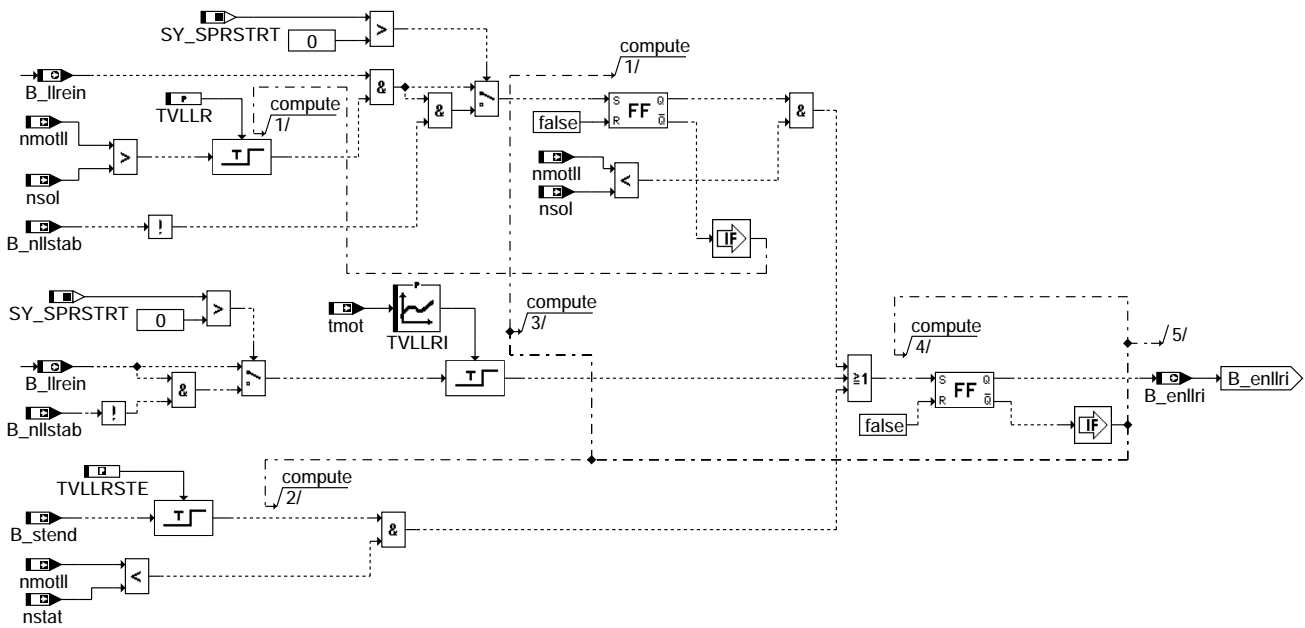 SY_SPRSTRT
0
>
B_llrein
&
TVLLR
compute
1/
nmotll
>
nsol
T
B_nllstab
!
&
compute
1/
S Q
FF
R Q
false
nmotll
<
nsol
&
IF
SY_SPRSTRT
0
>
B_llrein
&
B_nllstab
!
tmot
P
TVLLRI
T
compute
3/
compute
4/
5/
≥1
S Q
FF
R Q
false
IF
B_enllri
B_enllri
TVLLRSTE
compute
2/
B_stend
T
&
nmotll
<
nstat